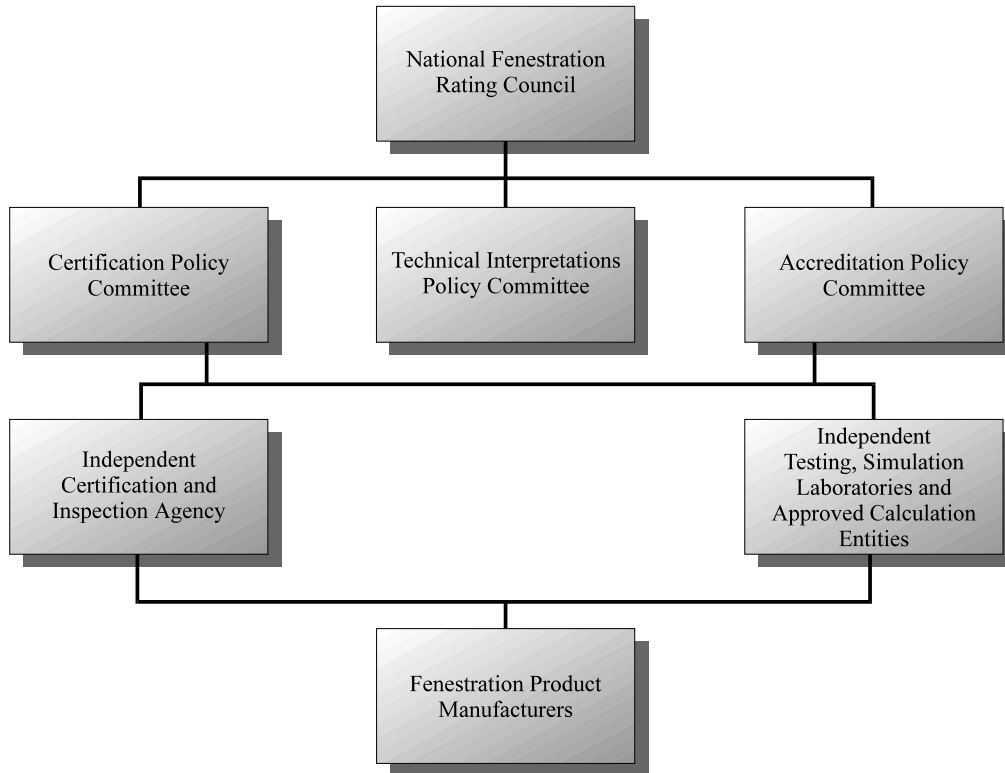 National Fenestration
Rating Council
Certification Policy
Committee
Technical Interpretations
Policy Committee
Accreditation Policy
Committee
Independent
Certification and
Inspection Agency
Independent
Testing, Simulation
Laboratories and
Approved Calculation
Entities
Fenestration Product
Manufacturers